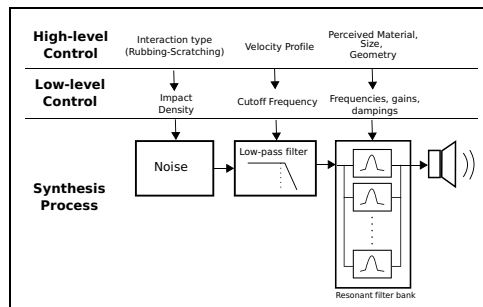 High-level
Control
Interaction type
(Rubbing-Scratching)
Velocity Profile
Perceived Material,
Size,
Geometry
Low-level
Control
Impact
Density
Cutoff Frequency
Frequencies, gains,
dampings
Synthesis
Process
Noise
Low-pass filter
Resonant filter bank